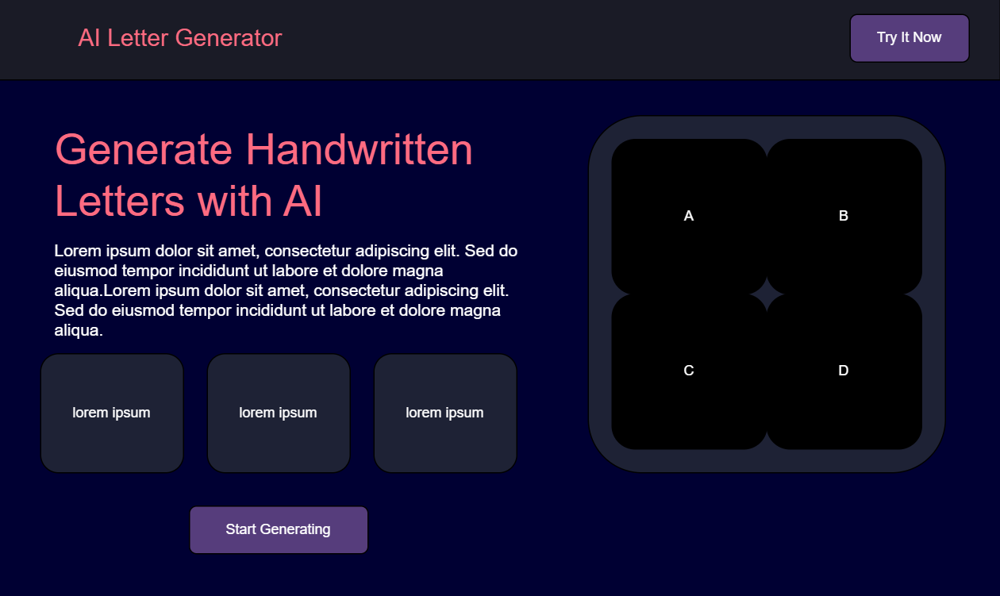 AI Letter Generator
Try It Now
Generate Handwritten
Letters with AI
Lorem ipsum dolor sit amet, consectetur adipiscing elit. Sed do
eiusmod tempor incididunt ut labore et dolore magna
aliqua.Lorem ipsum dolor sit amet, consectetur adipiscing elit.
Sed do eiusmod tempor incididunt ut labore et dolore magna
aliqua.
lorem ipsum
lorem ipsum
lorem ipsum
Start Generating
A
B
C
D